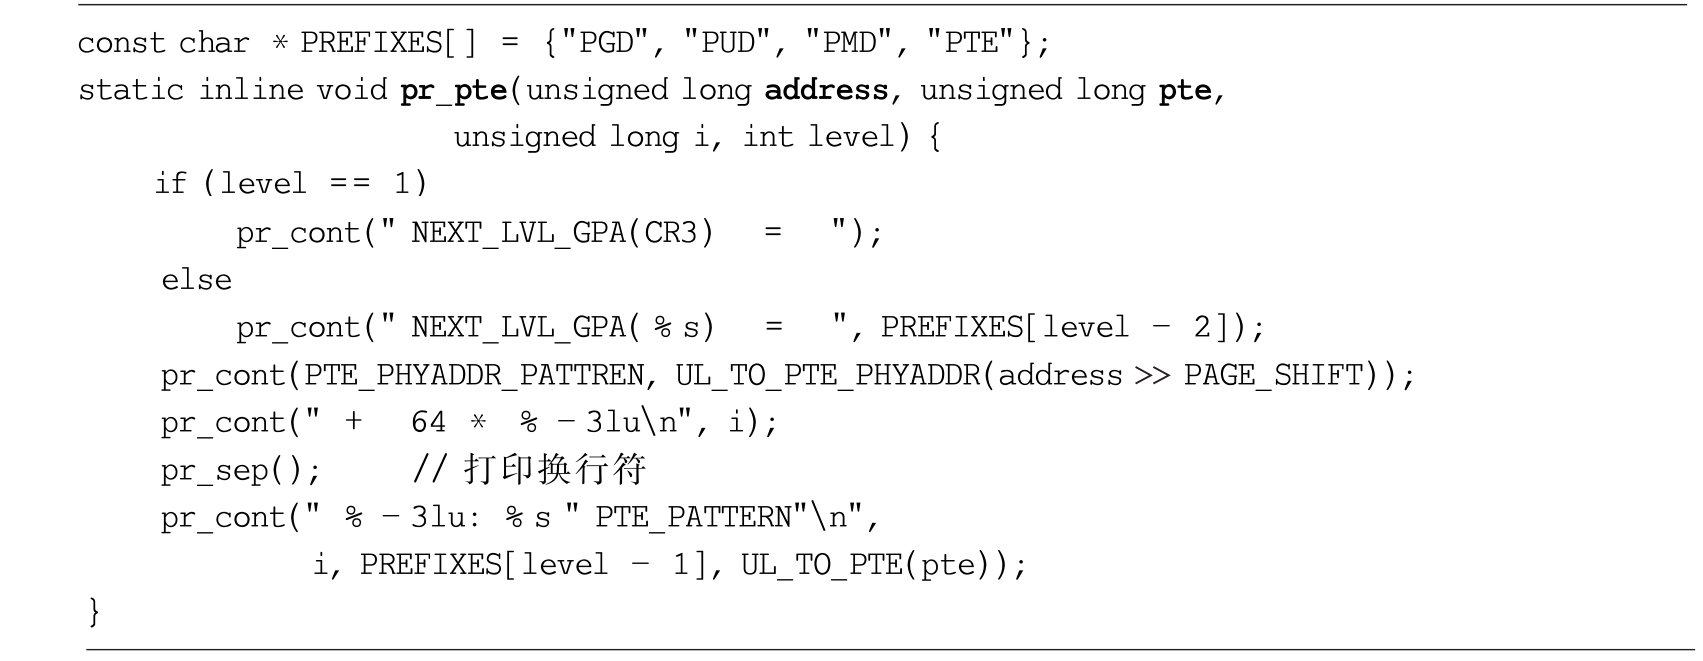 const char * PREFIXES[] = {"PGD", "PUD", "PMD", "PTE"};
static inline void pr_pte(unsigned long address, unsigned long pte,
unsigned long i, int level) {
if (level == 1)
pr_cont(" NEXT_LVL_GPA(CR3)  =  ");
else
pr_cont(" NEXT_LVL_GPA( % s)  =  ", PREFIXES[level - 2]);
pr_cont(PTE_PHYADDR_PATTREN, UL_TO_PTE_PHYADDR(address >> PAGE_SHIFT));
pr_cont(" +  64 *  % - 3lu\n", i);
pr_sep();  // 打印换行符
pr_cont(" % - 3lu: % s " PTE_PATTERN"\n",
i, PREFIXES[level - 1], UL_TO_PTE(pte));
}